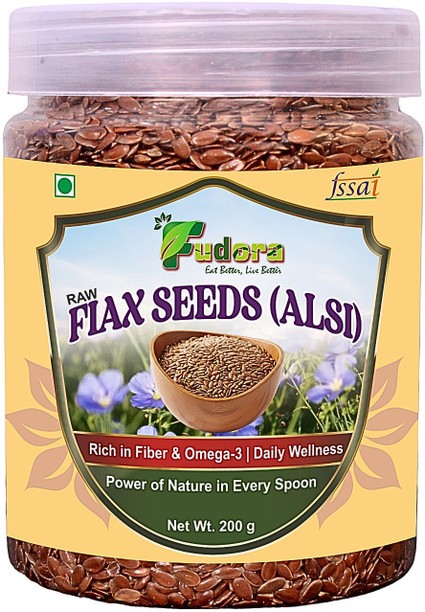 fssai
Fudora
Eat Better, Live Better
RAW
FlAX SEEDS (ALSI)
Rich in Fiber & Omega-3 | Daily Wellness
Power of Nature in Every Spoon
Net Wt. 200 g